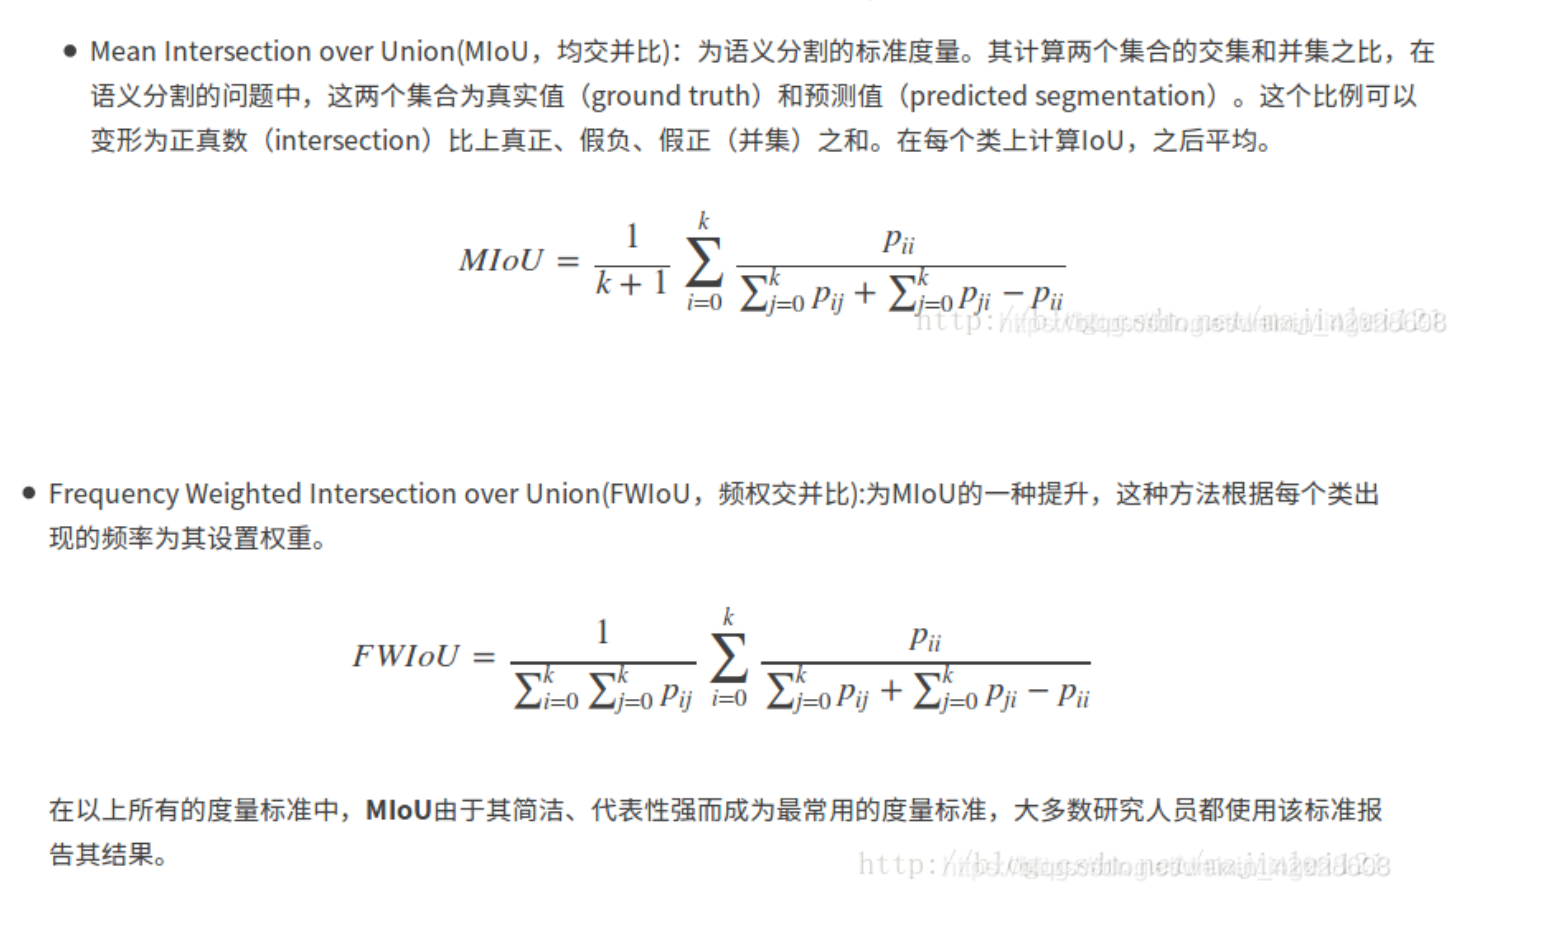 Mean Intersection over Union(MIoU，均交并比)：为语义分割的标准度量。其计算两个集合的交集和并集之比，在
语义分割的问题中，这两个集合为真实值（ground truth）和预测值（predicted segmentation）。这个比例可以
变形为正真数（intersection）比上真正、假负、假正（并集）之和。在每个类上计算IoU，之后平均。
MIoU = \frac{1}{k+1} \sum_{i=0}^{k} \frac{p_{ii}}{\sum_{j=0}^{k} p_{ij} + \sum_{j=0}^{k} p_{ji} - p_{ii}}
Frequency Weighted Intersection over Union(FWIoU，频权交并比):为MIoU的一种提升，这种方法根据每个类出
现的频率为其设置权重。
FWIoU = \frac{1}{\sum_{i=0}^{k} \sum_{j=0}^{k} p_{ij}} \sum_{i=0}^{k} \frac{p_{ii}}{\sum_{j=0}^{k} p_{ij} + \sum_{j=0}^{k} p_{ji} - p_{ii}}
在以上所有的度量标准中，MIoU由于其简洁、代表性强而成为最常用的度量标准，大多数研究人员都使用该标准报
告其结果。